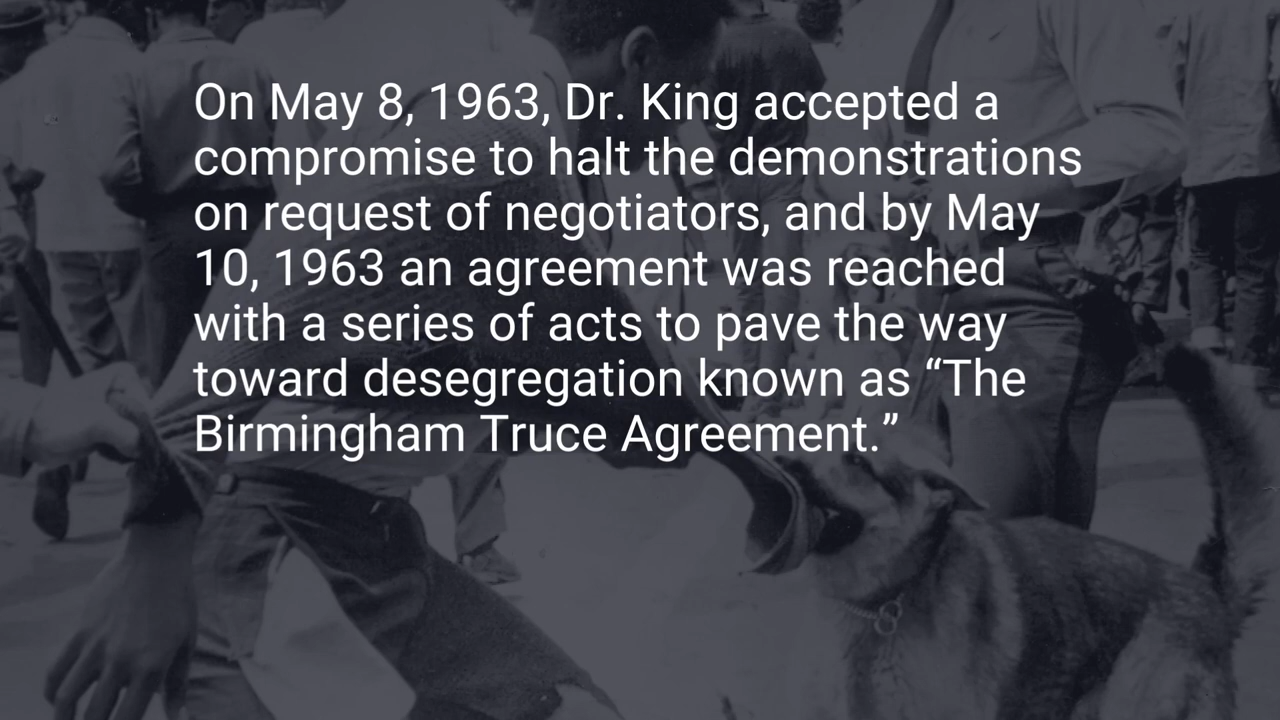 On May 8, 1963, Dr. King accepted a
compromise to halt the demonstrations
on request of negotiators, and by May
10, 1963 an agreement was reached
with a series of acts to pave the way
toward desegregation known as “The
Birmingham Truce Agreement.”